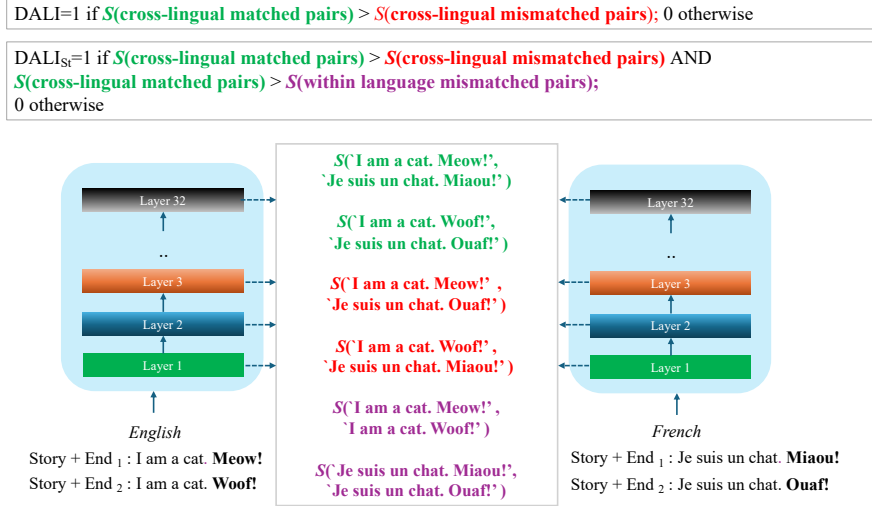 DALI=1 if S(cross-lingual matched pairs) > S(cross-lingual mismatched pairs); 0 otherwise
DALI_St=1 if S(cross-lingual matched pairs) > S(cross-lingual mismatched pairs) AND
S(cross-lingual matched pairs) > S(within language mismatched pairs);
0 otherwise
Layer 32
..
Layer 3
Layer 2
Layer 1
English
Story + End 1 : I am a cat. Meow!
Story + End 2 : I am a cat. Woof!
S(`I am a cat. Meow!’,
`Je suis un chat. Miaou!’)
S(`I am a cat. Woof!’,
`Je suis un chat. Ouaf!’)
S(`I am a cat. Meow!’ ,
`Je suis un chat. Ouaf!’)
S(`I am a cat. Woof!’,
`Je suis un chat. Miaou!’)
S(`I am a cat. Meow!’,
`I am a cat. Woof!’)
S(`Je suis un chat. Miaou!’,
`Je suis un chat. Ouaf!’)
Layer 32
..
Layer 3
Layer 2
Layer 1
French
Story + End 1 : Je suis un chat. Miaou!
Story + End 2 : Je suis un chat. Ouaf!